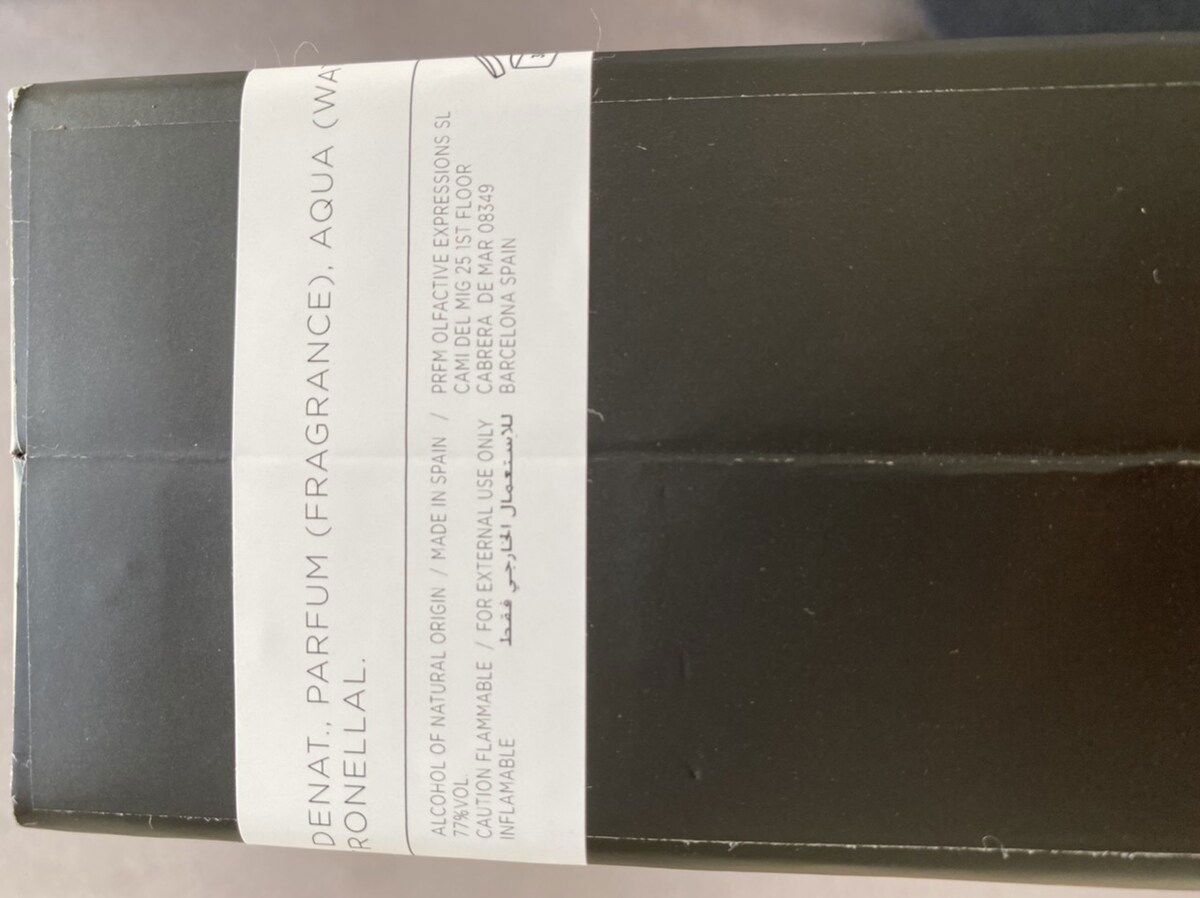 DENAT., PARFUM (FRAGRANCE), AQUA (WA
RONELLAL.
ALCOHOL OF NATURAL ORIGIN / MADE IN SPAIN /
77%VOL.
CAUTION FLAMMABLE / FOR EXTERNAL USE ONLY
INFLAMABLE للاستعمال الخارجي فقط
PRFM OLFACTIVE EXPRESSIONS SL
CAMI DEL MIG 25 1ST FLOOR
CABRERA DE MAR 08349
BARCELONA SPAIN